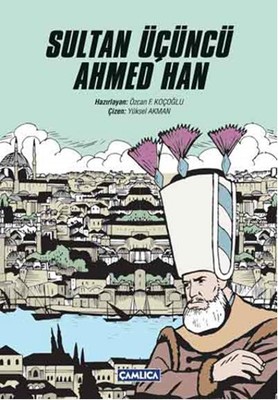 SULTAN ÜÇÜNCÜ
AHMED HAN
Hazırlayan: Özcan F. KOÇOĞLU
Çizen: Yüksel AKMAN
ÇAMLICA